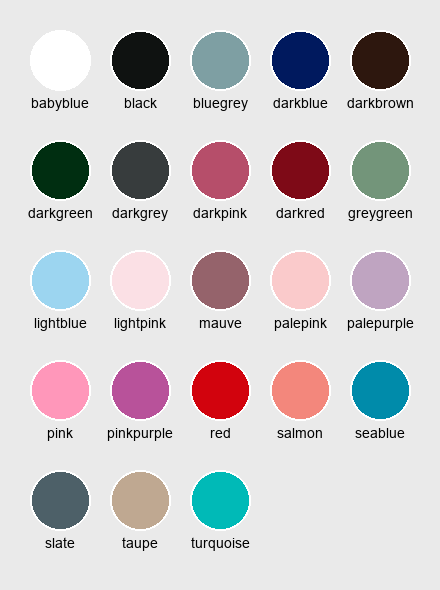 babyblue black bluegrey darkblue darkbrown
darkgreen darkgrey darkpink darkred greygreen
lightblue lightpink mauve palepink palepurple
pink pinkpurple red salmon seablue
slate taupe turquoise